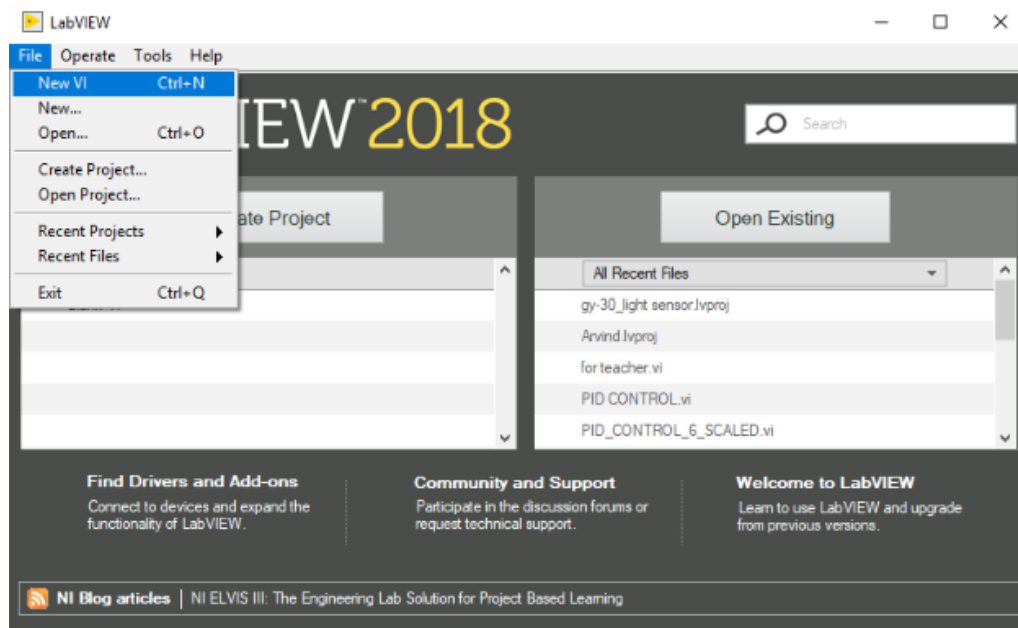 LabVIEW
File Operate Tools Help
New VI Ctrl+N
New...
Open... Ctrl+O
Create Project...
Open Project...
Recent Projects
Recent Files
Exit Ctrl+Q
IEW™2018
Search
ate Project
Open Existing
All Recent Files
gy-30_light sensor.lvproj
Arvind.lvproj
for teacher.vi
PID CONTROL.vi
PID_CONTROL_6_SCALED.vi
Find Drivers and Add-ons
Connect to devices and expand the
functionality of LabVIEW.
Community and Support
Participate in the discussion forums or
request technical support.
Welcome to LabVIEW
Learn to use LabVIEW and upgrade
from previous versions.
NI Blog articles | NI ELVIS III: The Engineering Lab Solution for Project Based Learning